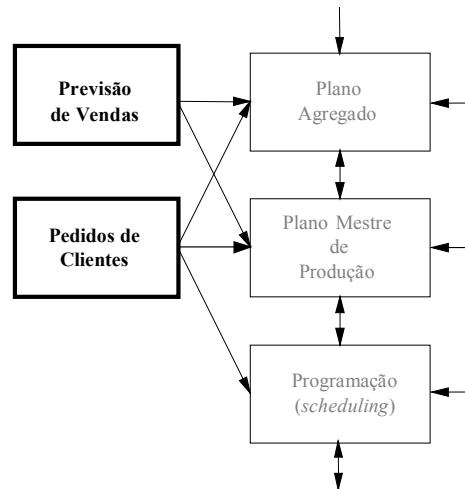 Previsão
de Vendas
Plano
Agregado
Pedidos de
Clientes
Plano Mestre
de
Produção
Programação
(scheduling)